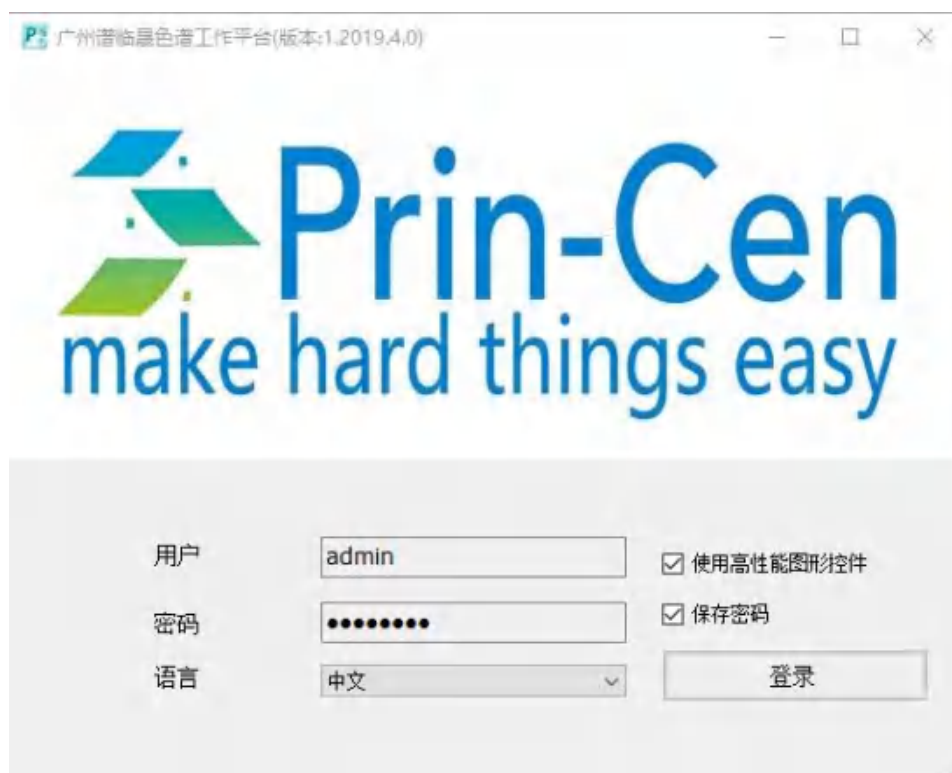 广州谱临晟色谱工作平台(版本:1.2019.4.0)
Prin-Cen
make hard things easy
用户 admin
使用高性能图形控件
密码 ••••••••
保存密码
语言 中文
登录